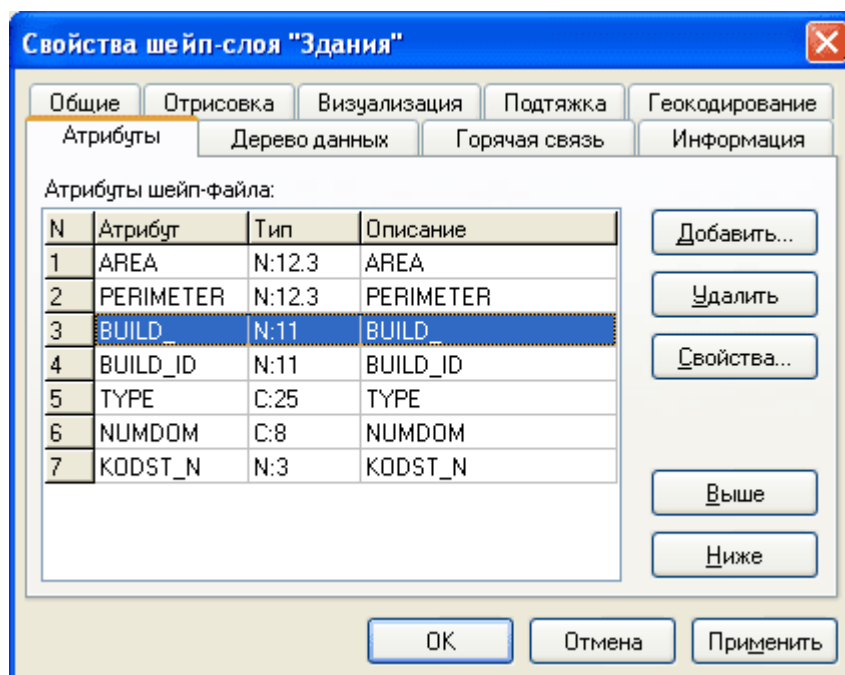 Свойства шейп-слоя "Здания"
Общие Отрисовка Визуализация Подтяжка Геокодирование
Атрибуты Дерево данных Горячая связь Информация
Атрибуты шейп-файла:
N Атрибут Тип Описание
1 AREA N:12.3 AREA
2 PERIMETER N:12.3 PERIMETER
3 BUILD_ N:11 BUILD_
4 BUILD_ID N:11 BUILD_ID
5 TYPE C:25 TYPE
6 NUMDOM C:8 NUMDOM
7 KODST_N N:3 KODST_N
Добавить...
Удалить
Свойства...
Выше
Ниже
OK Отмена Применить